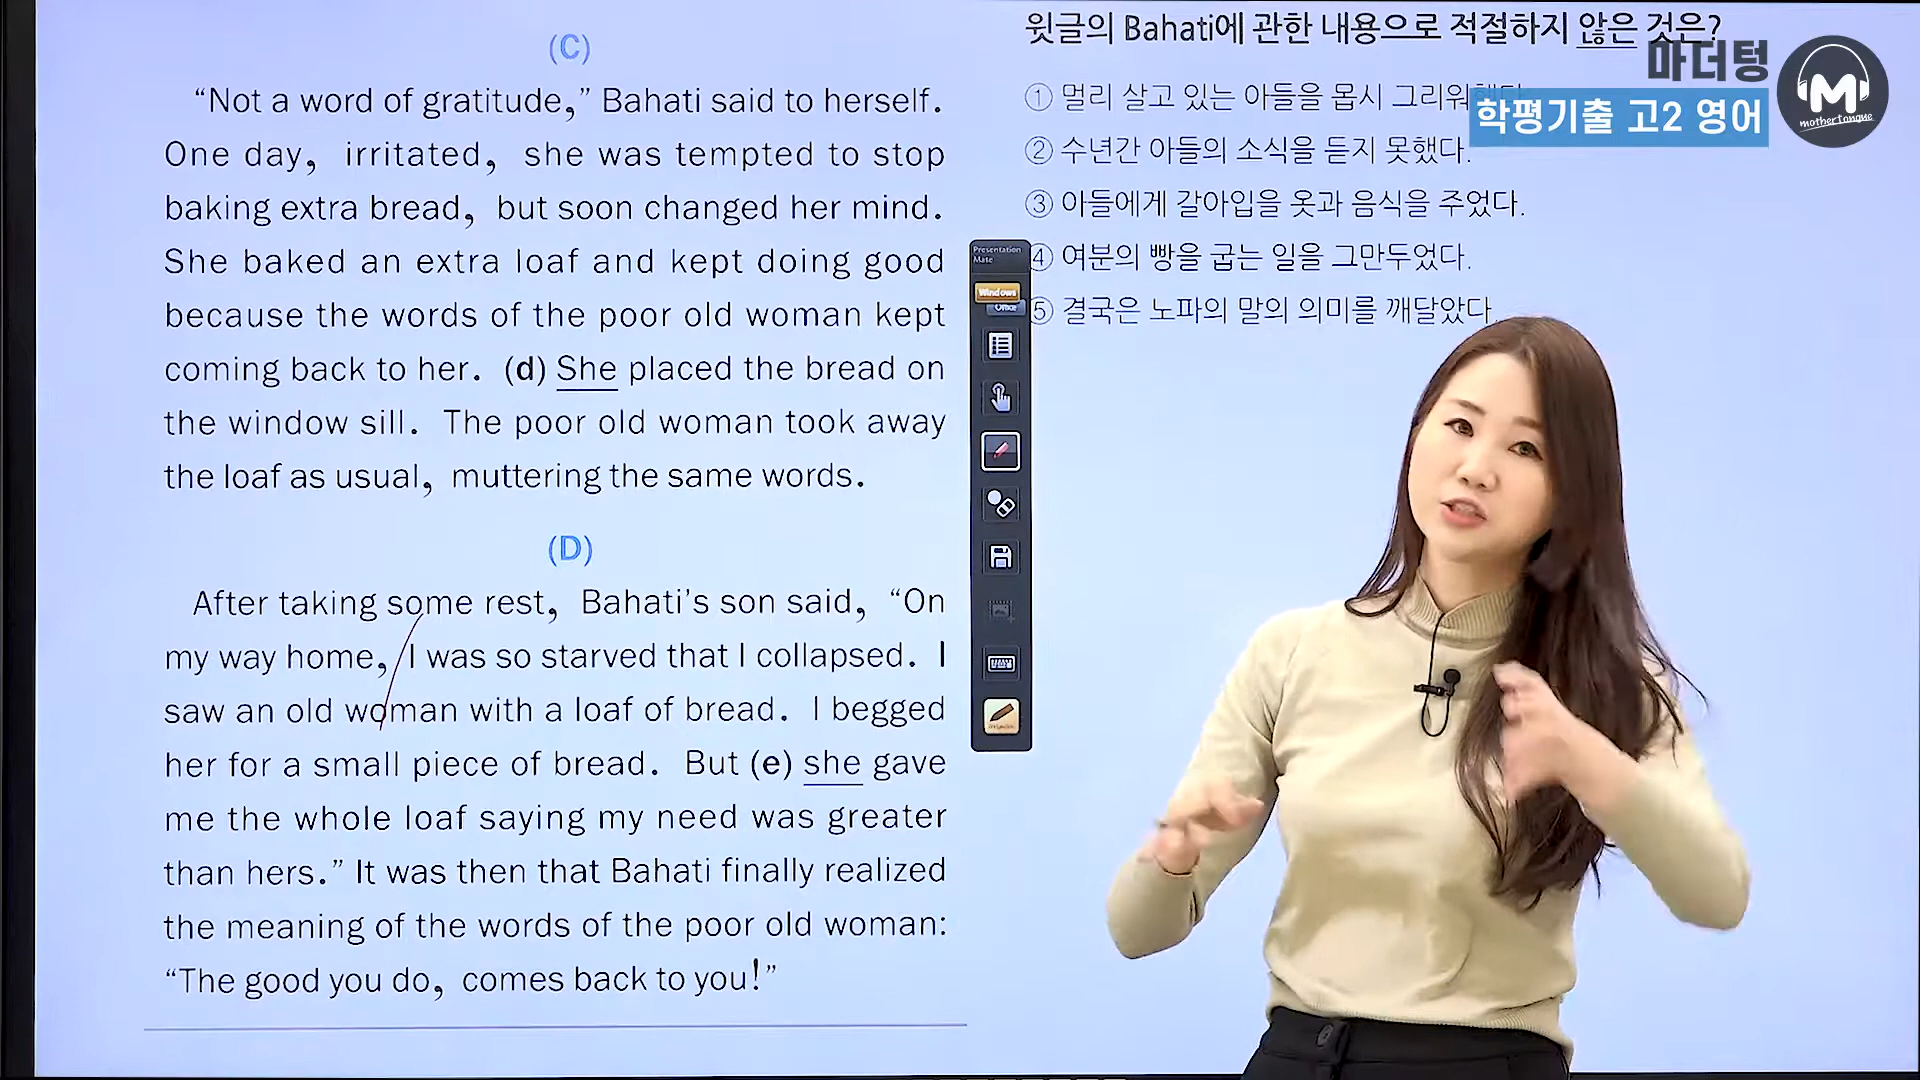 (C)
“Not a word of gratitude,” Bahati said to herself.
One day, irritated, she was tempted to stop
baking extra bread, but soon changed her mind.
She baked an extra loaf and kept doing good
because the words of the poor old woman kept
coming back to her. (d) She placed the bread on
the window sill. The poor old woman took away
the loaf as usual, muttering the same words.
(D)
After taking some rest, Bahati’s son said, “On
my way home, I was so starved that I collapsed. I
saw an old woman with a loaf of bread. I begged
her for a small piece of bread. But (e) she gave
me the whole loaf saying my need was greater
than hers.” It was then that Bahati finally realized
the meaning of the words of the poor old woman:
“The good you do, comes back to you!”
윗글의 Bahati에 관한 내용으로 적절하지 않은 것은?
① 멀리 살고 있는 아들을 몹시 그리워했다.
② 수년간 아들의 소식을 듣지 못했다.
③ 아들에게 갈아입을 옷과 음식을 주었다.
④ 여분의 빵을 굽는 일을 그만두었다.
⑤ 결국은 노파의 말의 의미를 깨달았다.
마더텅
학평기출 고2 영어
M
mothertongue
Presentation
Mate
Windows
Office